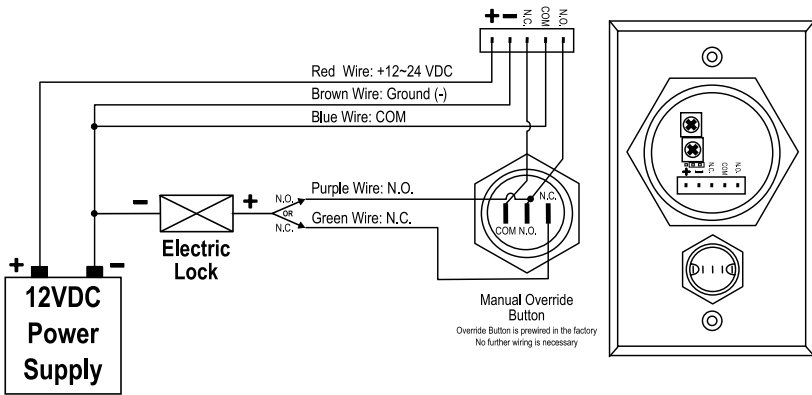 + − N.C. COM N.O.
Red Wire: +12~24 VDC
Brown Wire: Ground (-)
Blue Wire: COM
− + N.O. Purple Wire: N.O.
OR
N.C. Green Wire: N.C.
Electric
Lock
N.C.
COM N.O.
+ −
12VDC
Power
Supply
Manual Override
Button
Override Button is prewired in the factory
No further wiring is necessary
+ − N.C. COM N.O.